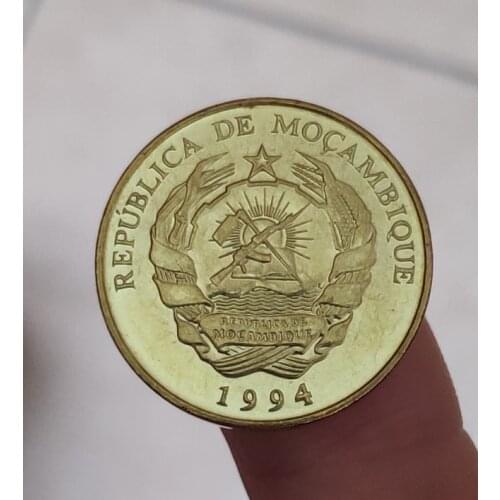 REPÚBLICA DE MOÇAMBIQUE
REPÚBLICA DE
MOÇAMBIQUE
1994